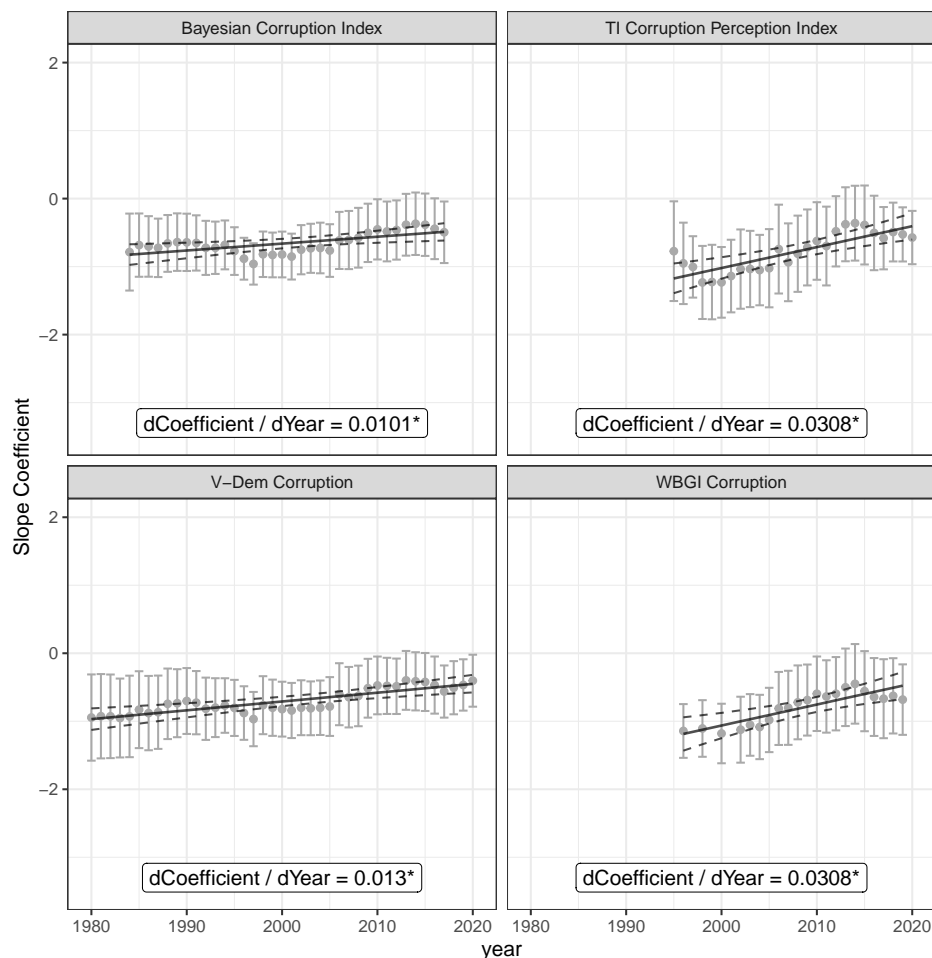 Bayesian Corruption Index
TI Corruption Perception Index
2
0
−2
dCoefficient / dYear = 0.0101*
dCoefficient / dYear = 0.0308*
Slope Coefficient
V−Dem Corruption
WBGI Corruption
2
0
−2
dCoefficient / dYear = 0.013*
dCoefficient / dYear = 0.0308*
1980 1990 2000 2010 2020 1980 1990 2000 2010 2020
year